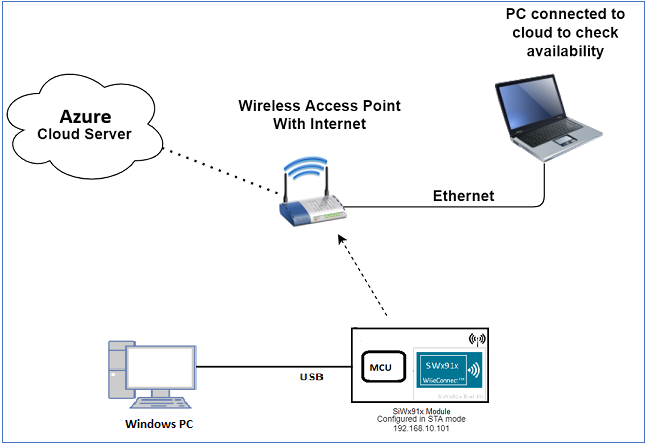 PC connected to
cloud to check
availability
Azure
Cloud Server
Wireless Access Point
With Internet
Ethernet
MCU
SWx91x
WiseConnect™
USB
SiWx91x Module
Configured in STA mode
192.168.10.101
Windows PC